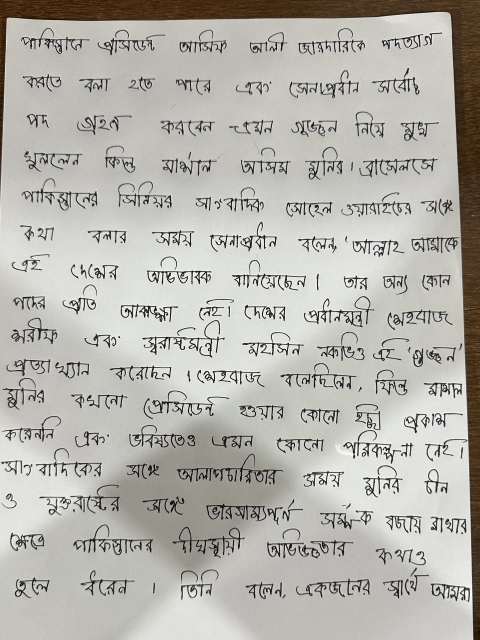 পাকিস্তানে প্রেসিডেন্ট আসিফ আলী জারদারিকে পদত্যাগ
করতে বলা হতে পারে এবং সেনাপ্রধান সর্বোচ্চ
পদ গ্রহণ করবেন -এমন গুঞ্জন নিয়ে মুখ
খুললেন ফিল্ড মার্শাল আসিম মুনির। ব্রাসেলসে
পাকিস্তানের সিনিয়র সাংবাদিক সোহেল ওয়ারাইচের সঙ্গে
কথা বলার সময় সেনাপ্রধান বলেন, 'আল্লাহ আমাকে
এই দেশের অভিভাবক বানিয়েছেন। তার অন্য কোন
পদের প্রতি আকাঙ্ক্ষা নেই। দেশের প্রধানমন্ত্রী শেহবাজ
শরীফ এবং স্বরাষ্ট্রমন্ত্রী মহসিন নকভিও এই 'গুঞ্জন'
প্রত্যাখ্যান করেছেন। শেহবাজ বলেছিলেন, ফিল্ড মার্শাল
মুনির কখনো প্রেসিডেন্ট হওয়ার কোনো ইচ্ছা প্রকাশ
করেননি এবং ভবিষ্যতেও এমন কোনো পরিকল্পনা নেই।
সাংবাদিকের সঙ্গে আলাপচারিতার সময় মুনির চীন
ও যুক্তরাষ্ট্রের সঙ্গে ভারসাম্যপূর্ণ সম্পর্ক বজায় রাখার
ক্ষেত্রে পাকিস্তানের দীর্ঘস্থায়ী অভিজ্ঞতার কথাও
তুলে ধরেন। তিনি বলেন, একজনের স্বার্থে আমরা